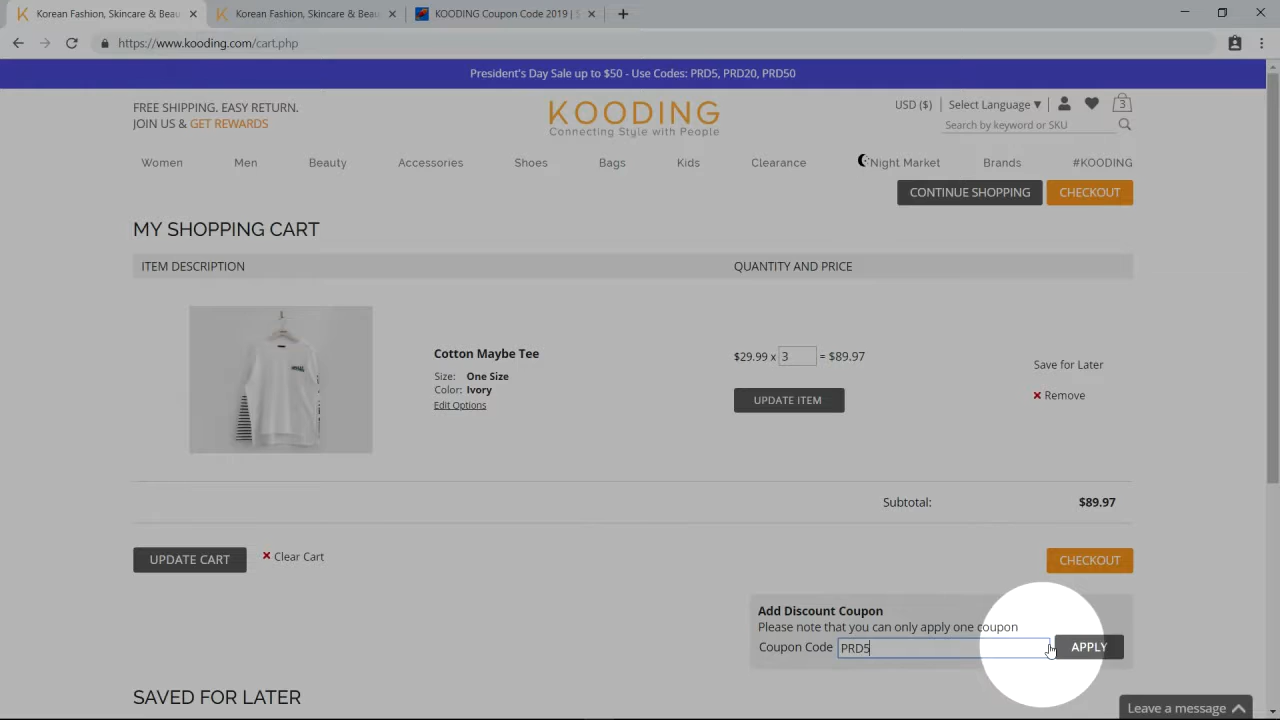 Korean Fashion, Skincare & Beau
Korean Fashion, Skincare & Beau
KOODING Coupon Code 2019 | S
https://www.kooding.com/cart.php
President's Day Sale up to $50 - Use Codes: PRD5, PRD20, PRD50
FREE SHIPPING. EASY RETURN.
JOIN US & GET REWARDS
KOODING
Connecting Style with People
USD ($) | Select Language ▼ | 3
Search by keyword or SKU
Women Men Beauty Accessories Shoes Bags Kids Clearance Night Market Brands #KOODING
CONTINUE SHOPPING CHECKOUT
MY SHOPPING CART
ITEM DESCRIPTION QUANTITY AND PRICE
Cotton Maybe Tee
Size: One Size
Color: Ivory
Edit Options
$29.99 x 3 = $89.97
UPDATE ITEM
Save for Later
Remove
Subtotal: $89.97
UPDATE CART Clear Cart CHECKOUT
Add Discount Coupon
Please note that you can only apply one coupon
Coupon Code PRD5 APPLY
SAVED FOR LATER
Leave a message